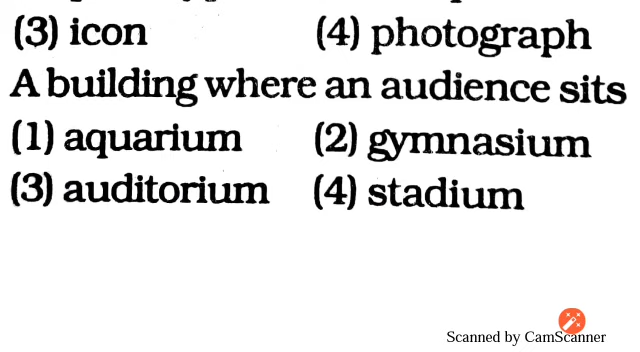 (3) icon (4) photograph
A building where an audience sits
(1) aquarium (2) gymnasium
(3) auditorium (4) stadium
Scanned by CamScanner